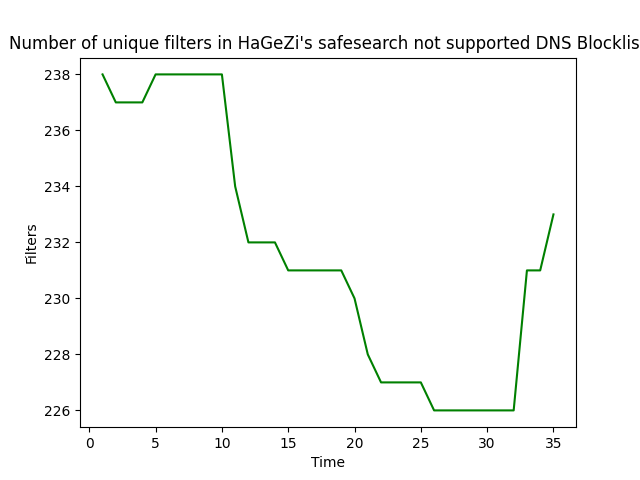 Number of unique filters in HaGeZi's safesearch not supported DNS Blocklis
238
236
234
232
230
228
226
Filters
0 5 10 15 20 25 30 35
Time